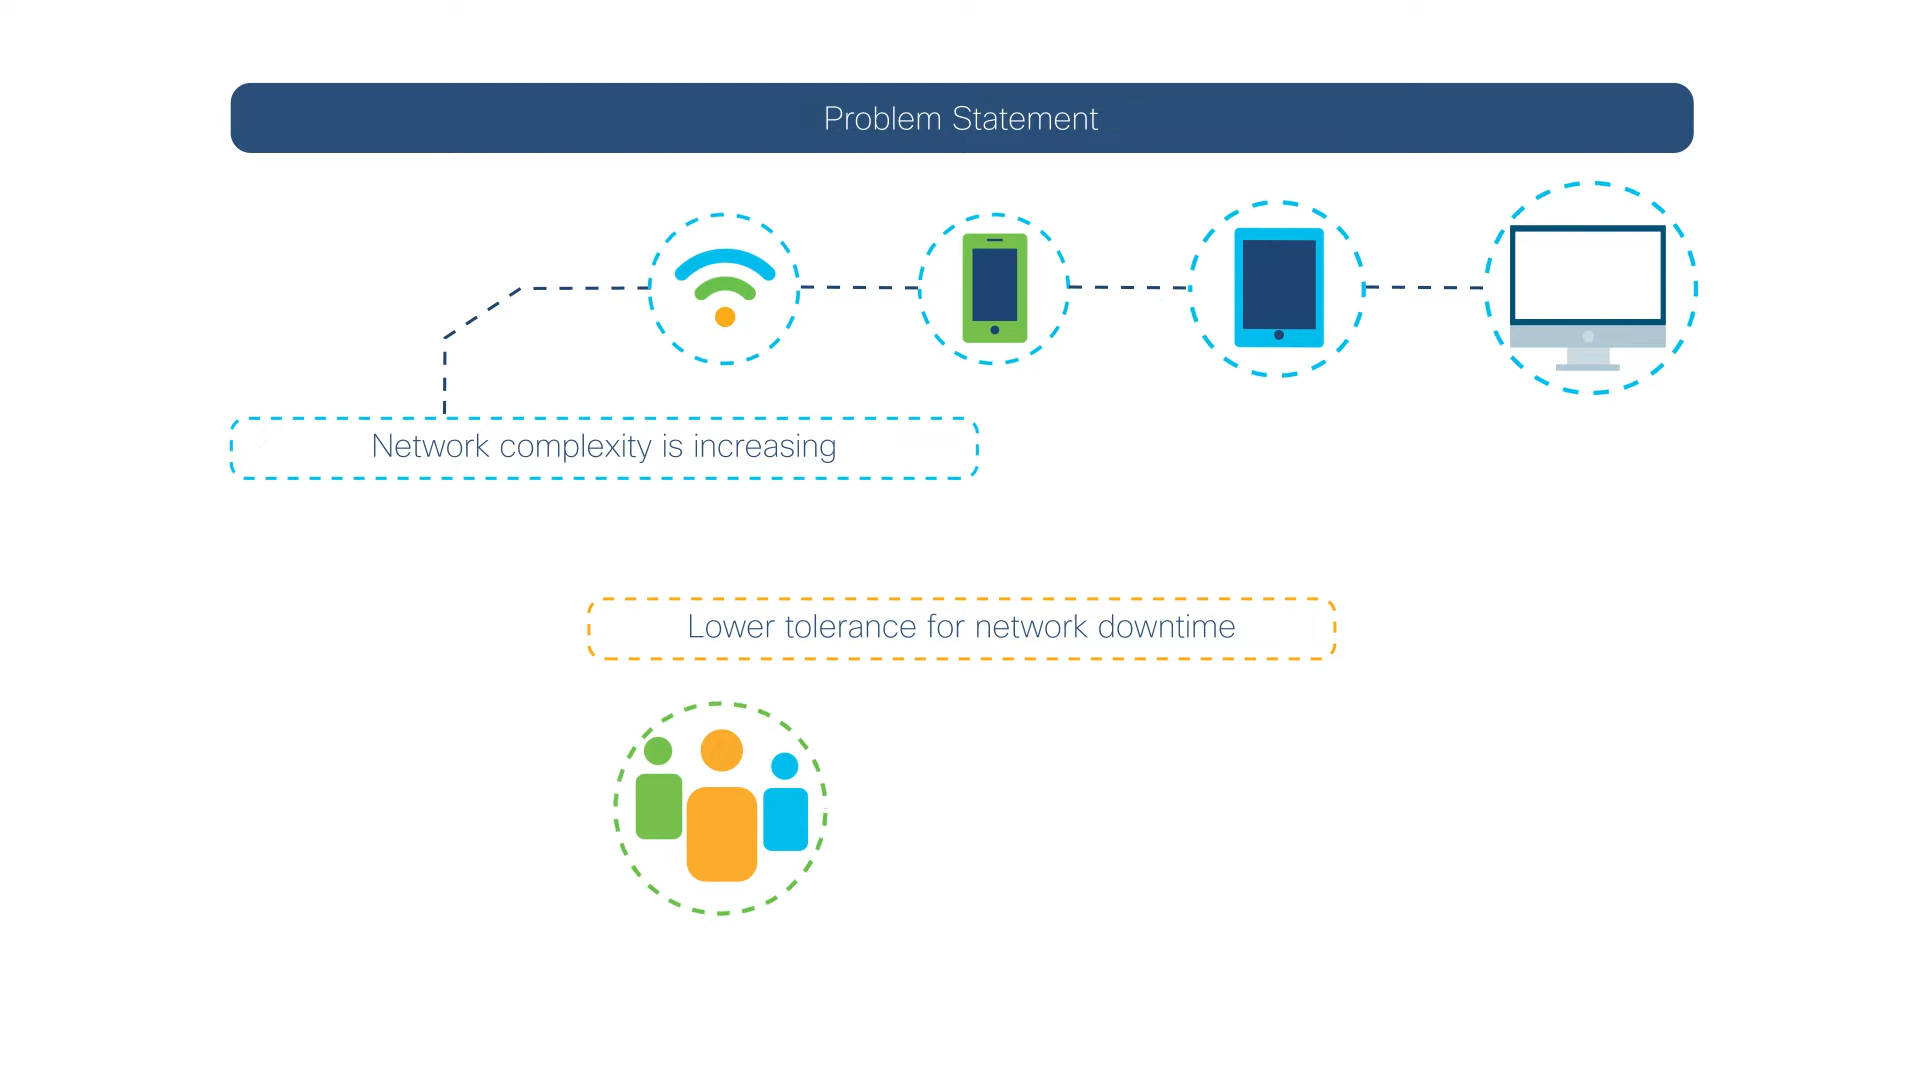 Problem Statement
Network complexity is increasing
Lower tolerance for network downtime